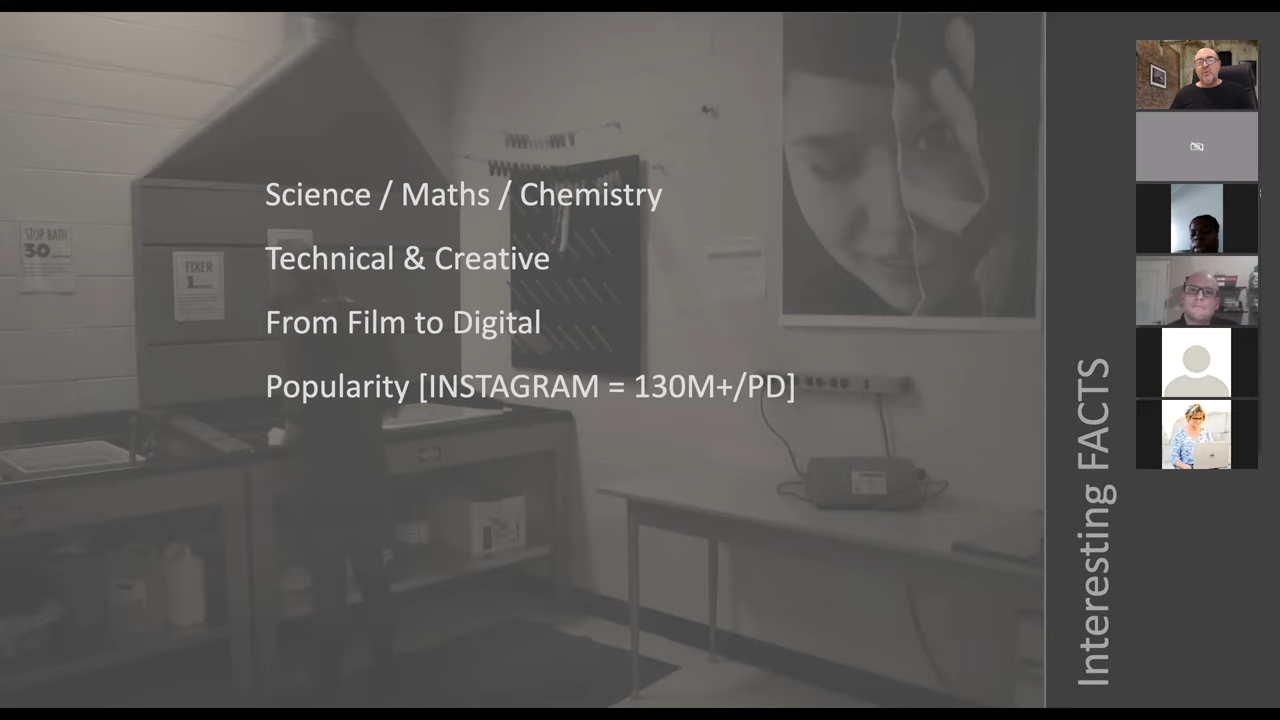 Science / Maths / Chemistry
Technical & Creative
From Film to Digital
Popularity [INSTAGRAM = 130M+/PD]
STOP BATH
30
FIXER
1
Interesting FACTS